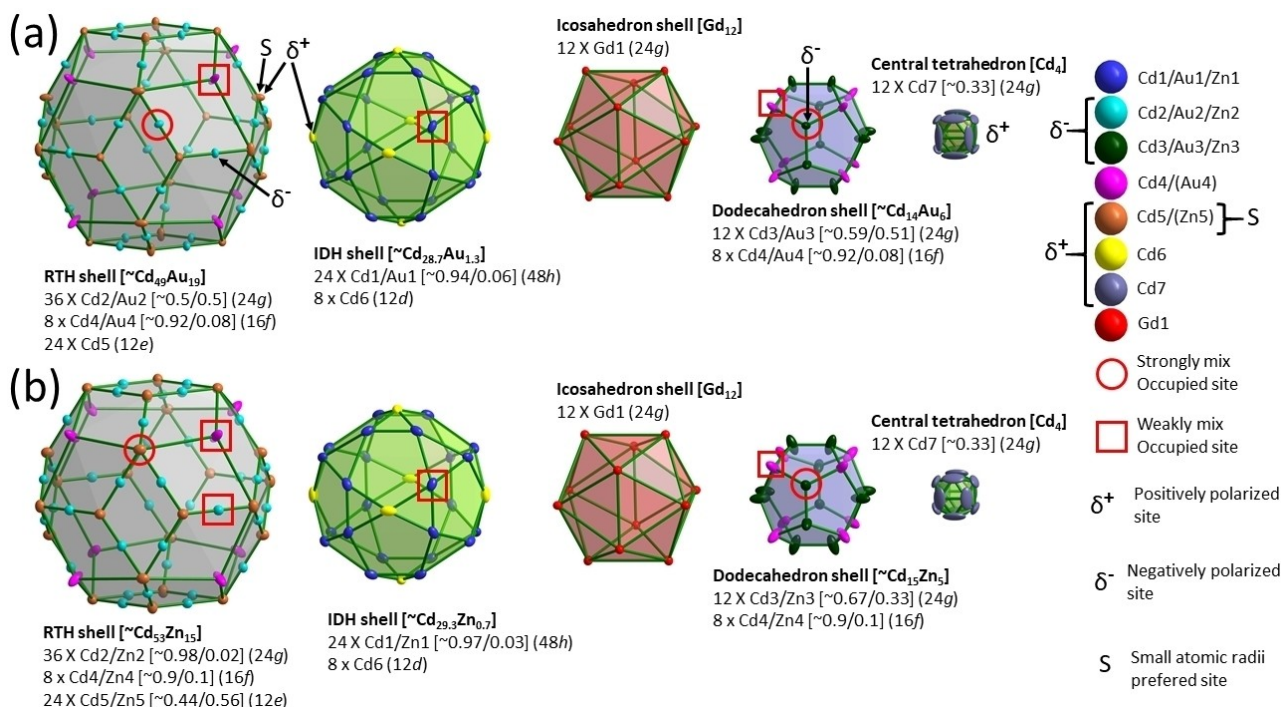 (a)
S
δ⁺
δ⁻
RTH shell [~Cd₄₉Au₁₉]
36 X Cd2/Au2 [~0.5/0.5] (24g)
8 x Cd4/Au4 [~0.92/0.08] (16f)
24 X Cd5 (12e)
IDH shell [~Cd₂₈.₇Au₁.₃]
24 X Cd1/Au1 [~0.94/0.06] (48h)
8 x Cd6 (12d)
Icosahedron shell [Gd₁₂]
12 X Gd1 (24g)
δ⁻
Dodecahedron shell [~Cd₁₄Au₆]
12 X Cd3/Au3 [~0.59/0.51] (24g)
8 x Cd4/Au4 [~0.92/0.08] (16f)
Central tetrahedron [Cd₄]
12 X Cd7 [~0.33] (24g)
δ⁺
(b)
RTH shell [~Cd₅₃Zn₁₅]
36 X Cd2/Zn2 [~0.98/0.02] (24g)
8 x Cd4/Zn4 [~0.9/0.1] (16f)
24 X Cd5/Zn5 [~0.44/0.56] (12e)
IDH shell [~Cd₂₉.₃Zn₀.₇]
24 X Cd1/Zn1 [~0.97/0.03] (48h)
8 x Cd6 (12d)
Icosahedron shell [Gd₁₂]
12 X Gd1 (24g)
Dodecahedron shell [~Cd₁₅Zn₅]
12 X Cd3/Zn3 [~0.67/0.33] (24g)
8 x Cd4/Zn4 [~0.9/0.1] (16f)
Central tetrahedron [Cd₄]
12 X Cd7 [~0.33] (24g)
Cd1/Au1/Zn1
δ⁻
Cd2/Au2/Zn2
Cd3/Au3/Zn3
Cd4/(Au4)
δ⁺
Cd5/(Zn5)
S
Cd6
Cd7
Gd1
Strongly mix
Occupied site
Weakly mix
Occupied site
δ⁺
Positively polarized
site
δ⁻
Negatively polarized
site
S
Small atomic radii
prefered site